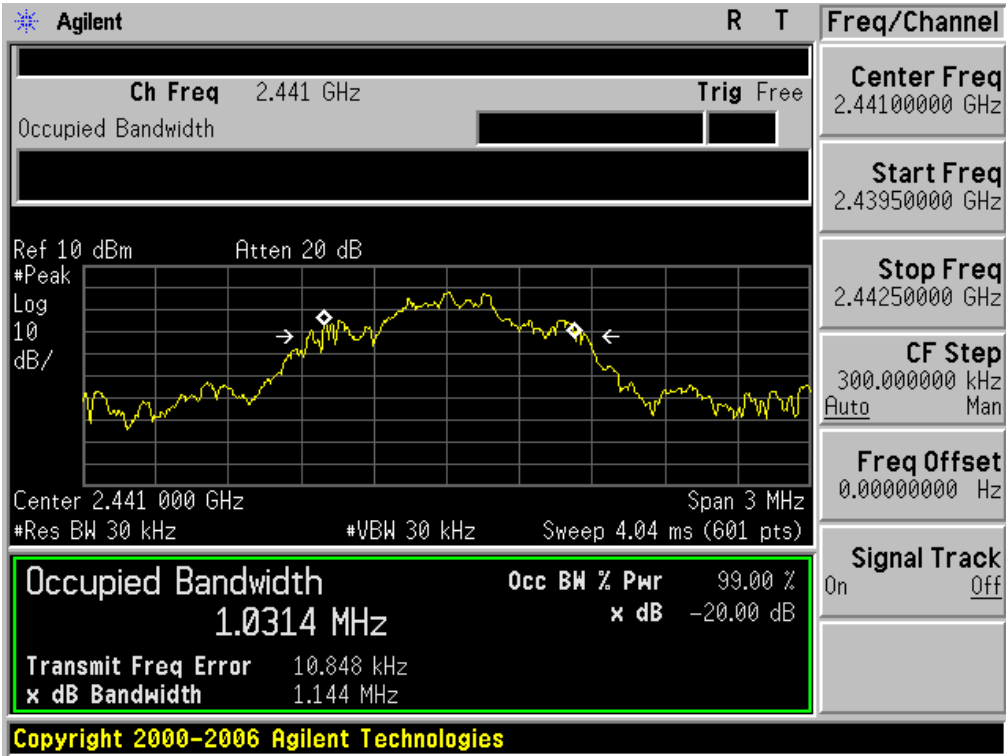 Agilent R T Freq/Channel
Ch Freq 2.441 GHz Trig Free
Occupied Bandwidth
Center Freq
2.44100000 GHz
Start Freq
2.43950000 GHz
Stop Freq
2.44250000 GHz
CF Step
300.000000 kHz
Auto Man
Freq Offset
0.00000000 Hz
Signal Track
On Off
Ref 10 dBm Atten 20 dB
#Peak
Log
10
dB/
Center 2.441 000 GHz Span 3 MHz
#Res BW 30 kHz #VBW 30 kHz Sweep 4.04 ms (601 pts)
Occupied Bandwidth Occ BW % Pwr 99.00 %
1.0314 MHz x dB -20.00 dB
Transmit Freq Error 10.848 kHz
x dB Bandwidth 1.144 MHz
Copyright 2000-2006 Agilent Technologies